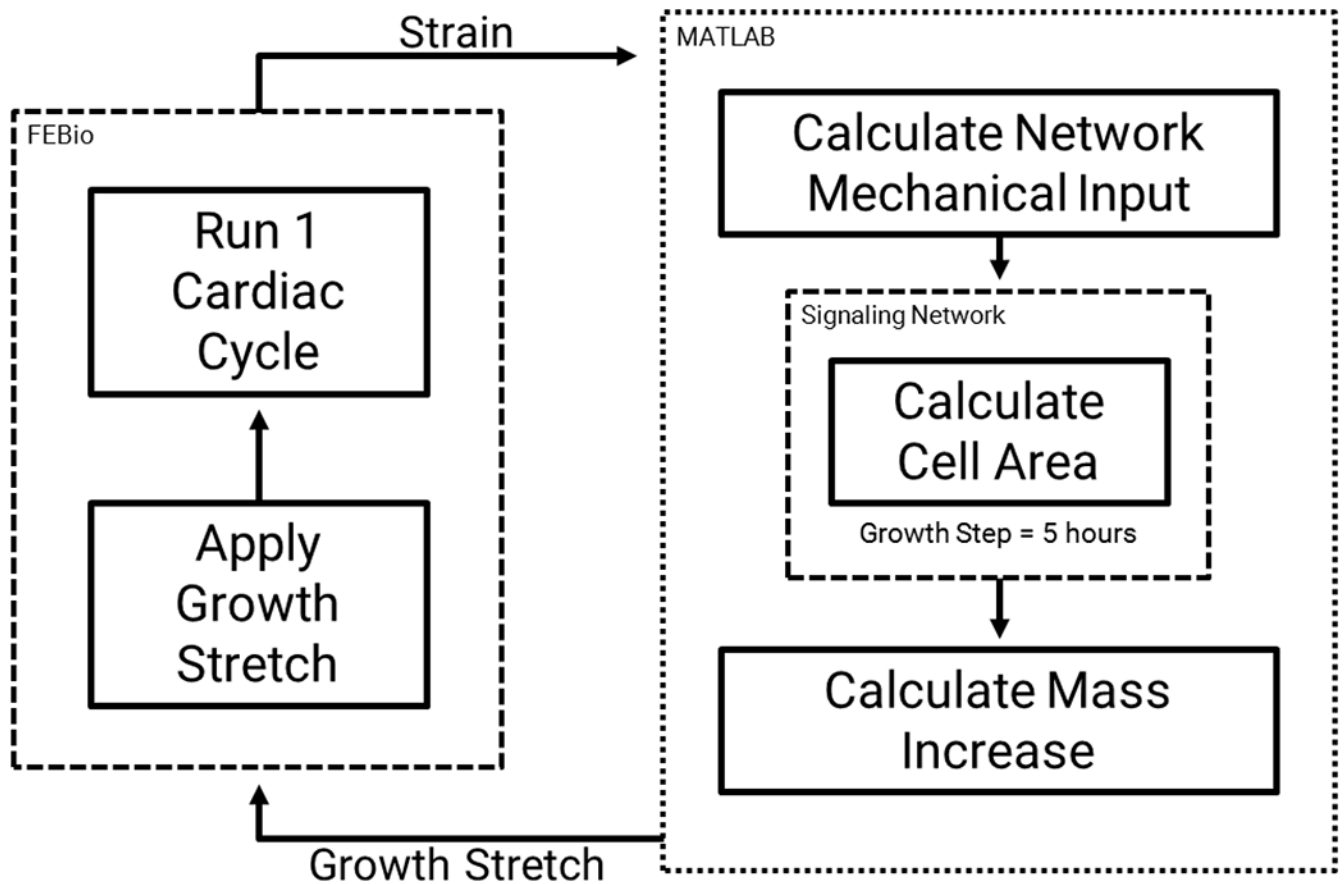 Strain
FEBio
Run 1
Cardiac
Cycle
Apply
Growth
Stretch
MATLAB
Calculate Network
Mechanical Input
Signaling Network
Calculate
Cell Area
Growth Step = 5 hours
Calculate Mass
Increase
Growth Stretch